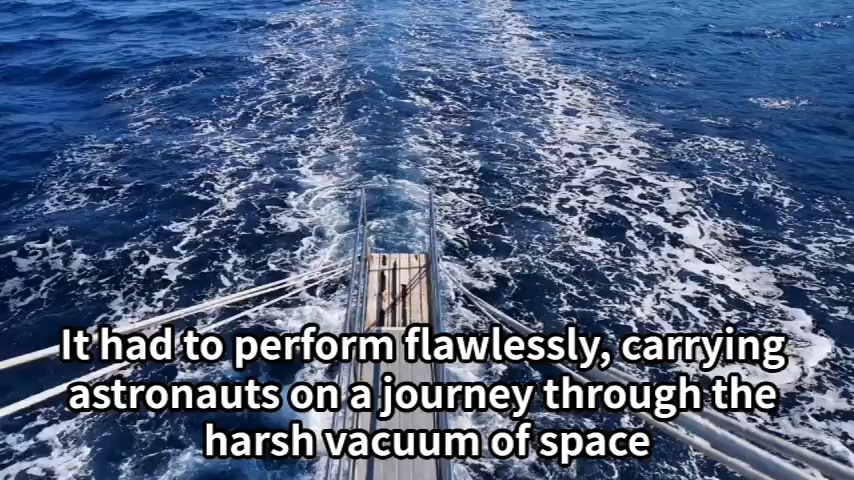 It had to perform flawlessly, carrying
astronauts on a journey through the
harsh vacuum of space